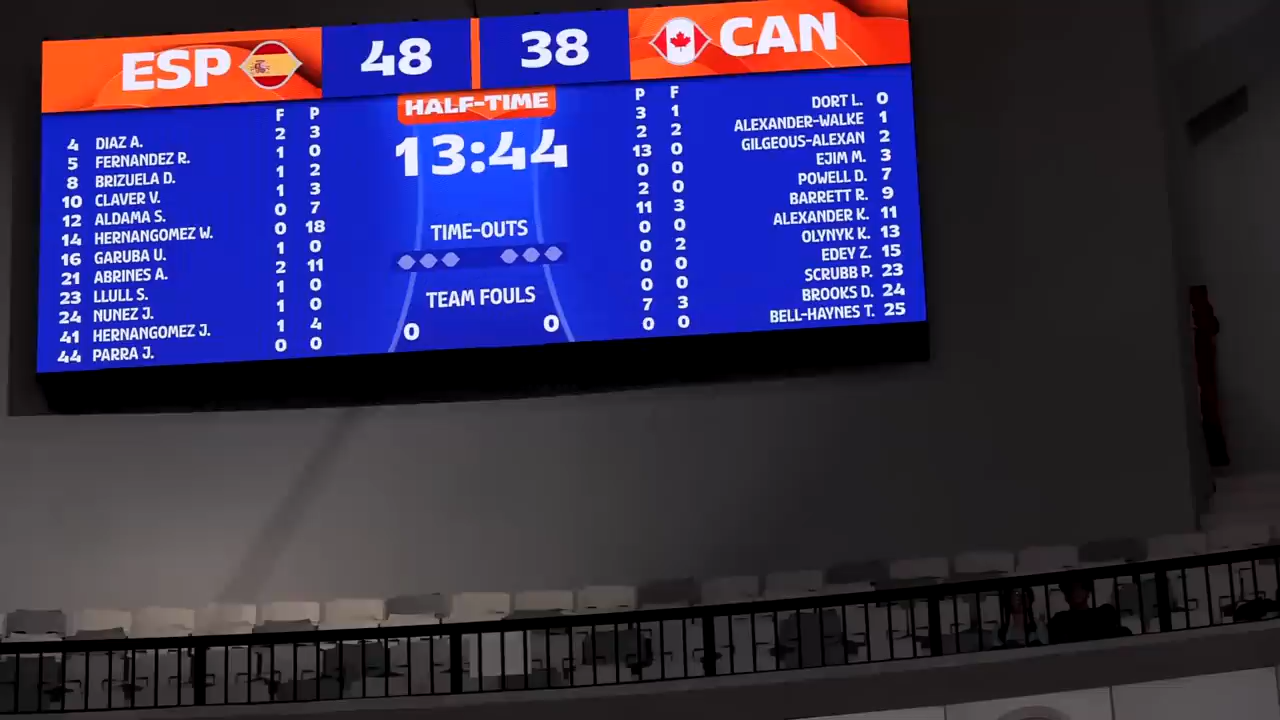 ESP 48 38 CAN
HALF-TIME
13:44
TIME-OUTS
TEAM FOULS
0 0
F P
4 DIAZ A. 2 3
5 FERNANDEZ R. 1 0
8 BRIZUELA D. 1 2
10 CLAVER V. 1 3
12 ALDAMA S. 0 7
14 HERNANGOMEZ W. 0 18
16 GARUBA U. 1 0
21 ABRINES A. 2 11
23 LLULL S. 1 0
24 NUNEZ J. 1 0
41 HERNANGOMEZ J. 1 4
44 PARRA J. 0 0
P F
3 1 DORT L. 0
2 2 ALEXANDER-WALKE 1
13 0 GILGEOUS-ALEXAN 2
0 0 EJIM M. 3
2 0 POWELL D. 7
11 3 BARRETT R. 9
0 0 ALEXANDER K. 11
0 2 OLYNYK K. 13
0 0 EDEY Z. 15
0 0 SCRUBB P. 23
7 3 BROOKS D. 24
0 0 BELL-HAYNES T. 25